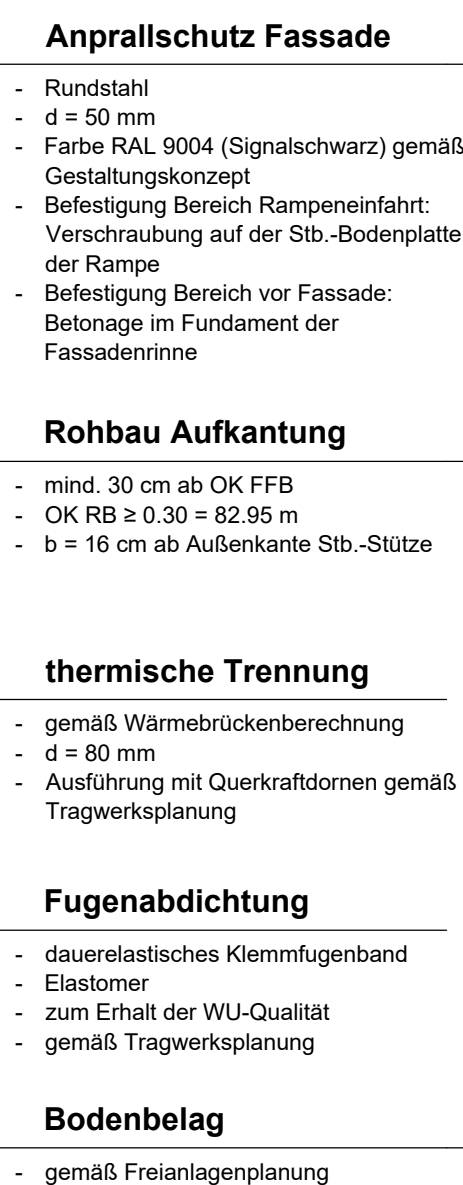 Anprallschutz Fassade
- Rundstahl
- d = 50 mm
- Farbe RAL 9004 (Signalschwarz) gemäß
Gestaltungskonzept
- Befestigung Bereich Rampeneinfahrt:
Verschraubung auf der Stb.-Bodenplatte
der Rampe
- Befestigung Bereich vor Fassade:
Betonage im Fundament der
Fassadenrinne
Rohbau Aufkantung
- mind. 30 cm ab OK FFB
- OK RB ≥ 0.30 = 82.95 m
- b = 16 cm ab Außenkante Stb.-Stütze
thermische Trennung
- gemäß Wärmebrückenberechnung
- d = 80 mm
- Ausführung mit Querkraftdornen gemäß
Tragwerksplanung
Fugenabdichtung
- dauerelastisches Klemmfugenband
- Elastomer
- zum Erhalt der WU-Qualität
- gemäß Tragwerksplanung
Bodenbelag
- gemäß Freianlagenplanung